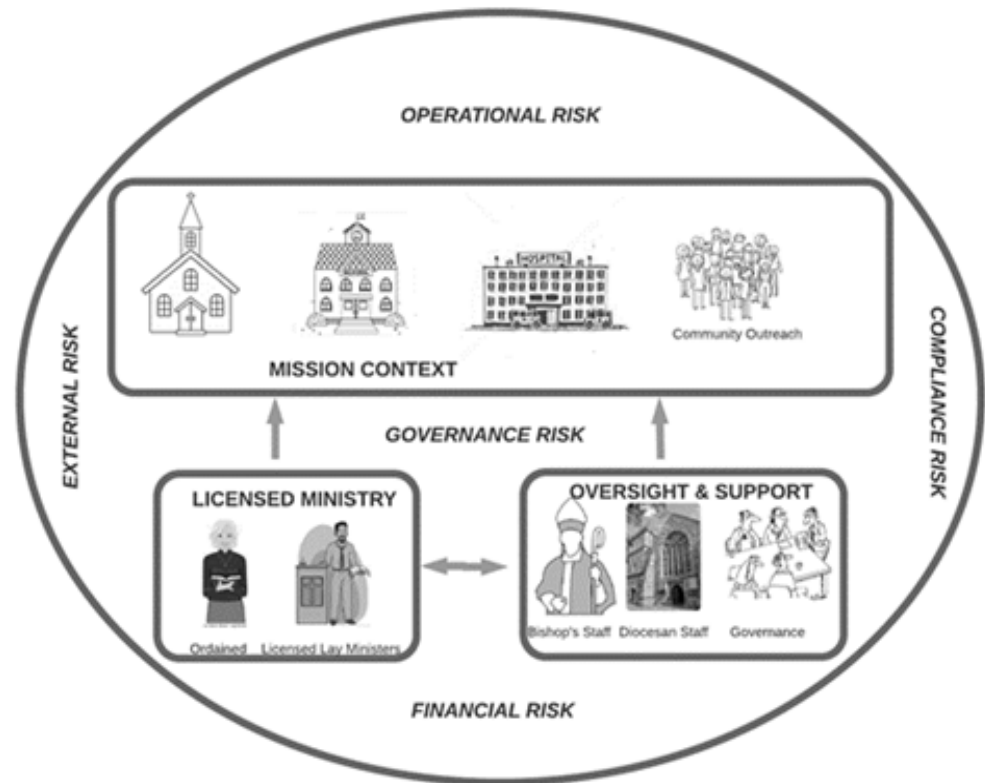 OPERATIONAL RISK
HOSPITAL
Community Outreach
MISSION CONTEXT
EXTERNAL RISK
COMPLIANCE RISK
GOVERNANCE RISK
LICENSED MINISTRY
OVERSIGHT & SUPPORT
Ordained Licensed Lay Ministers
Bishop's Staff Diocesan Staff Governance
FINANCIAL RISK